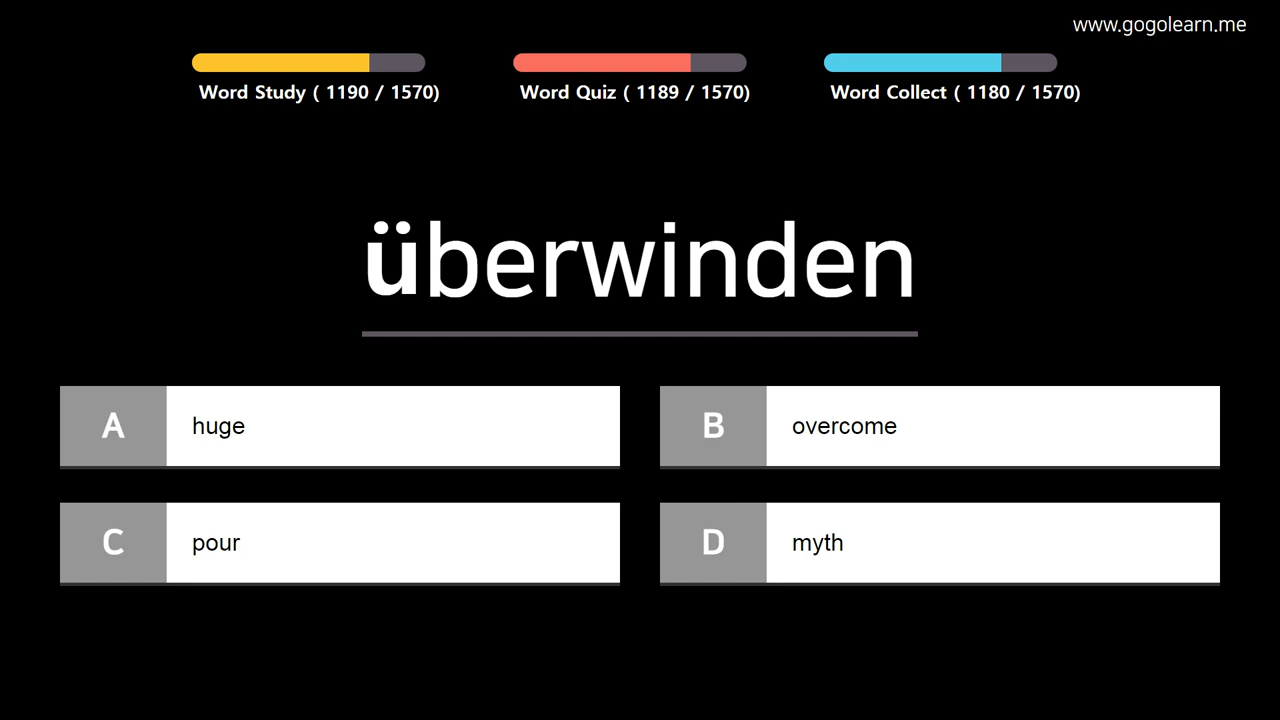 www.gogolearn.me
Word Study ( 1190 / 1570)
Word Quiz ( 1189 / 1570)
Word Collect ( 1180 / 1570)
überwinden
A huge
B overcome
C pour
D myth